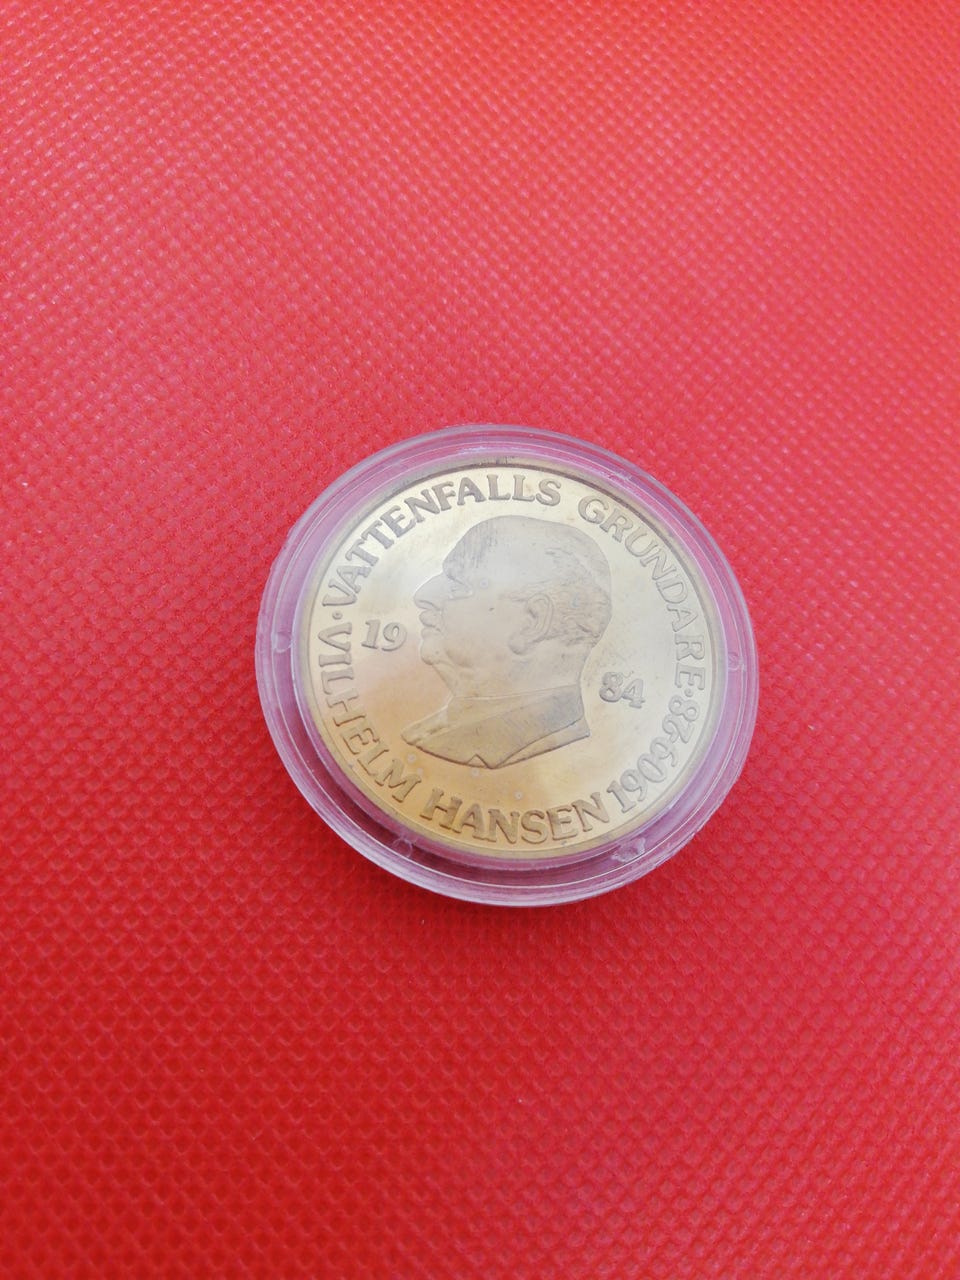 VATTENFALLS GRUNDARE·
VILHELM HANSEN 1909-28
19 84